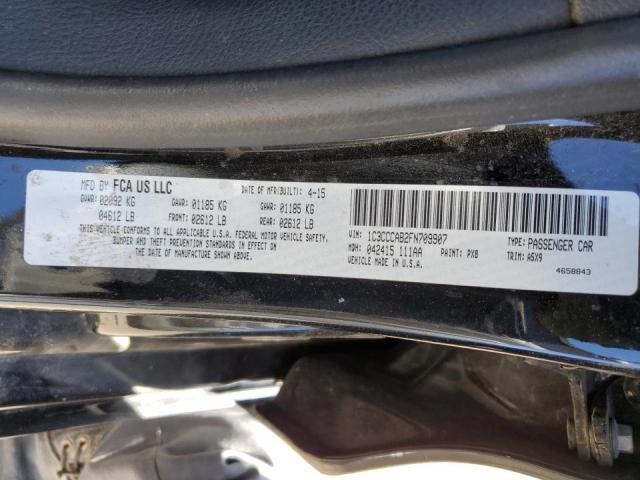 MFD BY FCA US LLC DATE OF MFR(BUILT): 4-15
GVWR: 02092 KG GAWR: 01185 KG GAWR: 01185 KG
04612 LB FRONT: 02612 LB REAR: 02612 LB
THIS VEHICLE CONFORMS TO ALL APPLICABLE U.S.A. FEDERAL MOTOR VEHICLE SAFETY,
BUMPER AND THEFT PREVENTION STANDARDS IN EFFECT ON
THE DATE OF MANUFACTURE SHOWN ABOVE.
VIN: 1C3CCCAB2FN709907 TYPE: PASSENGER CAR
MDH: 042415 111AA PAINT: PX8 TRIM: A5X9
VEHICLE MADE IN U.S.A. 4658843